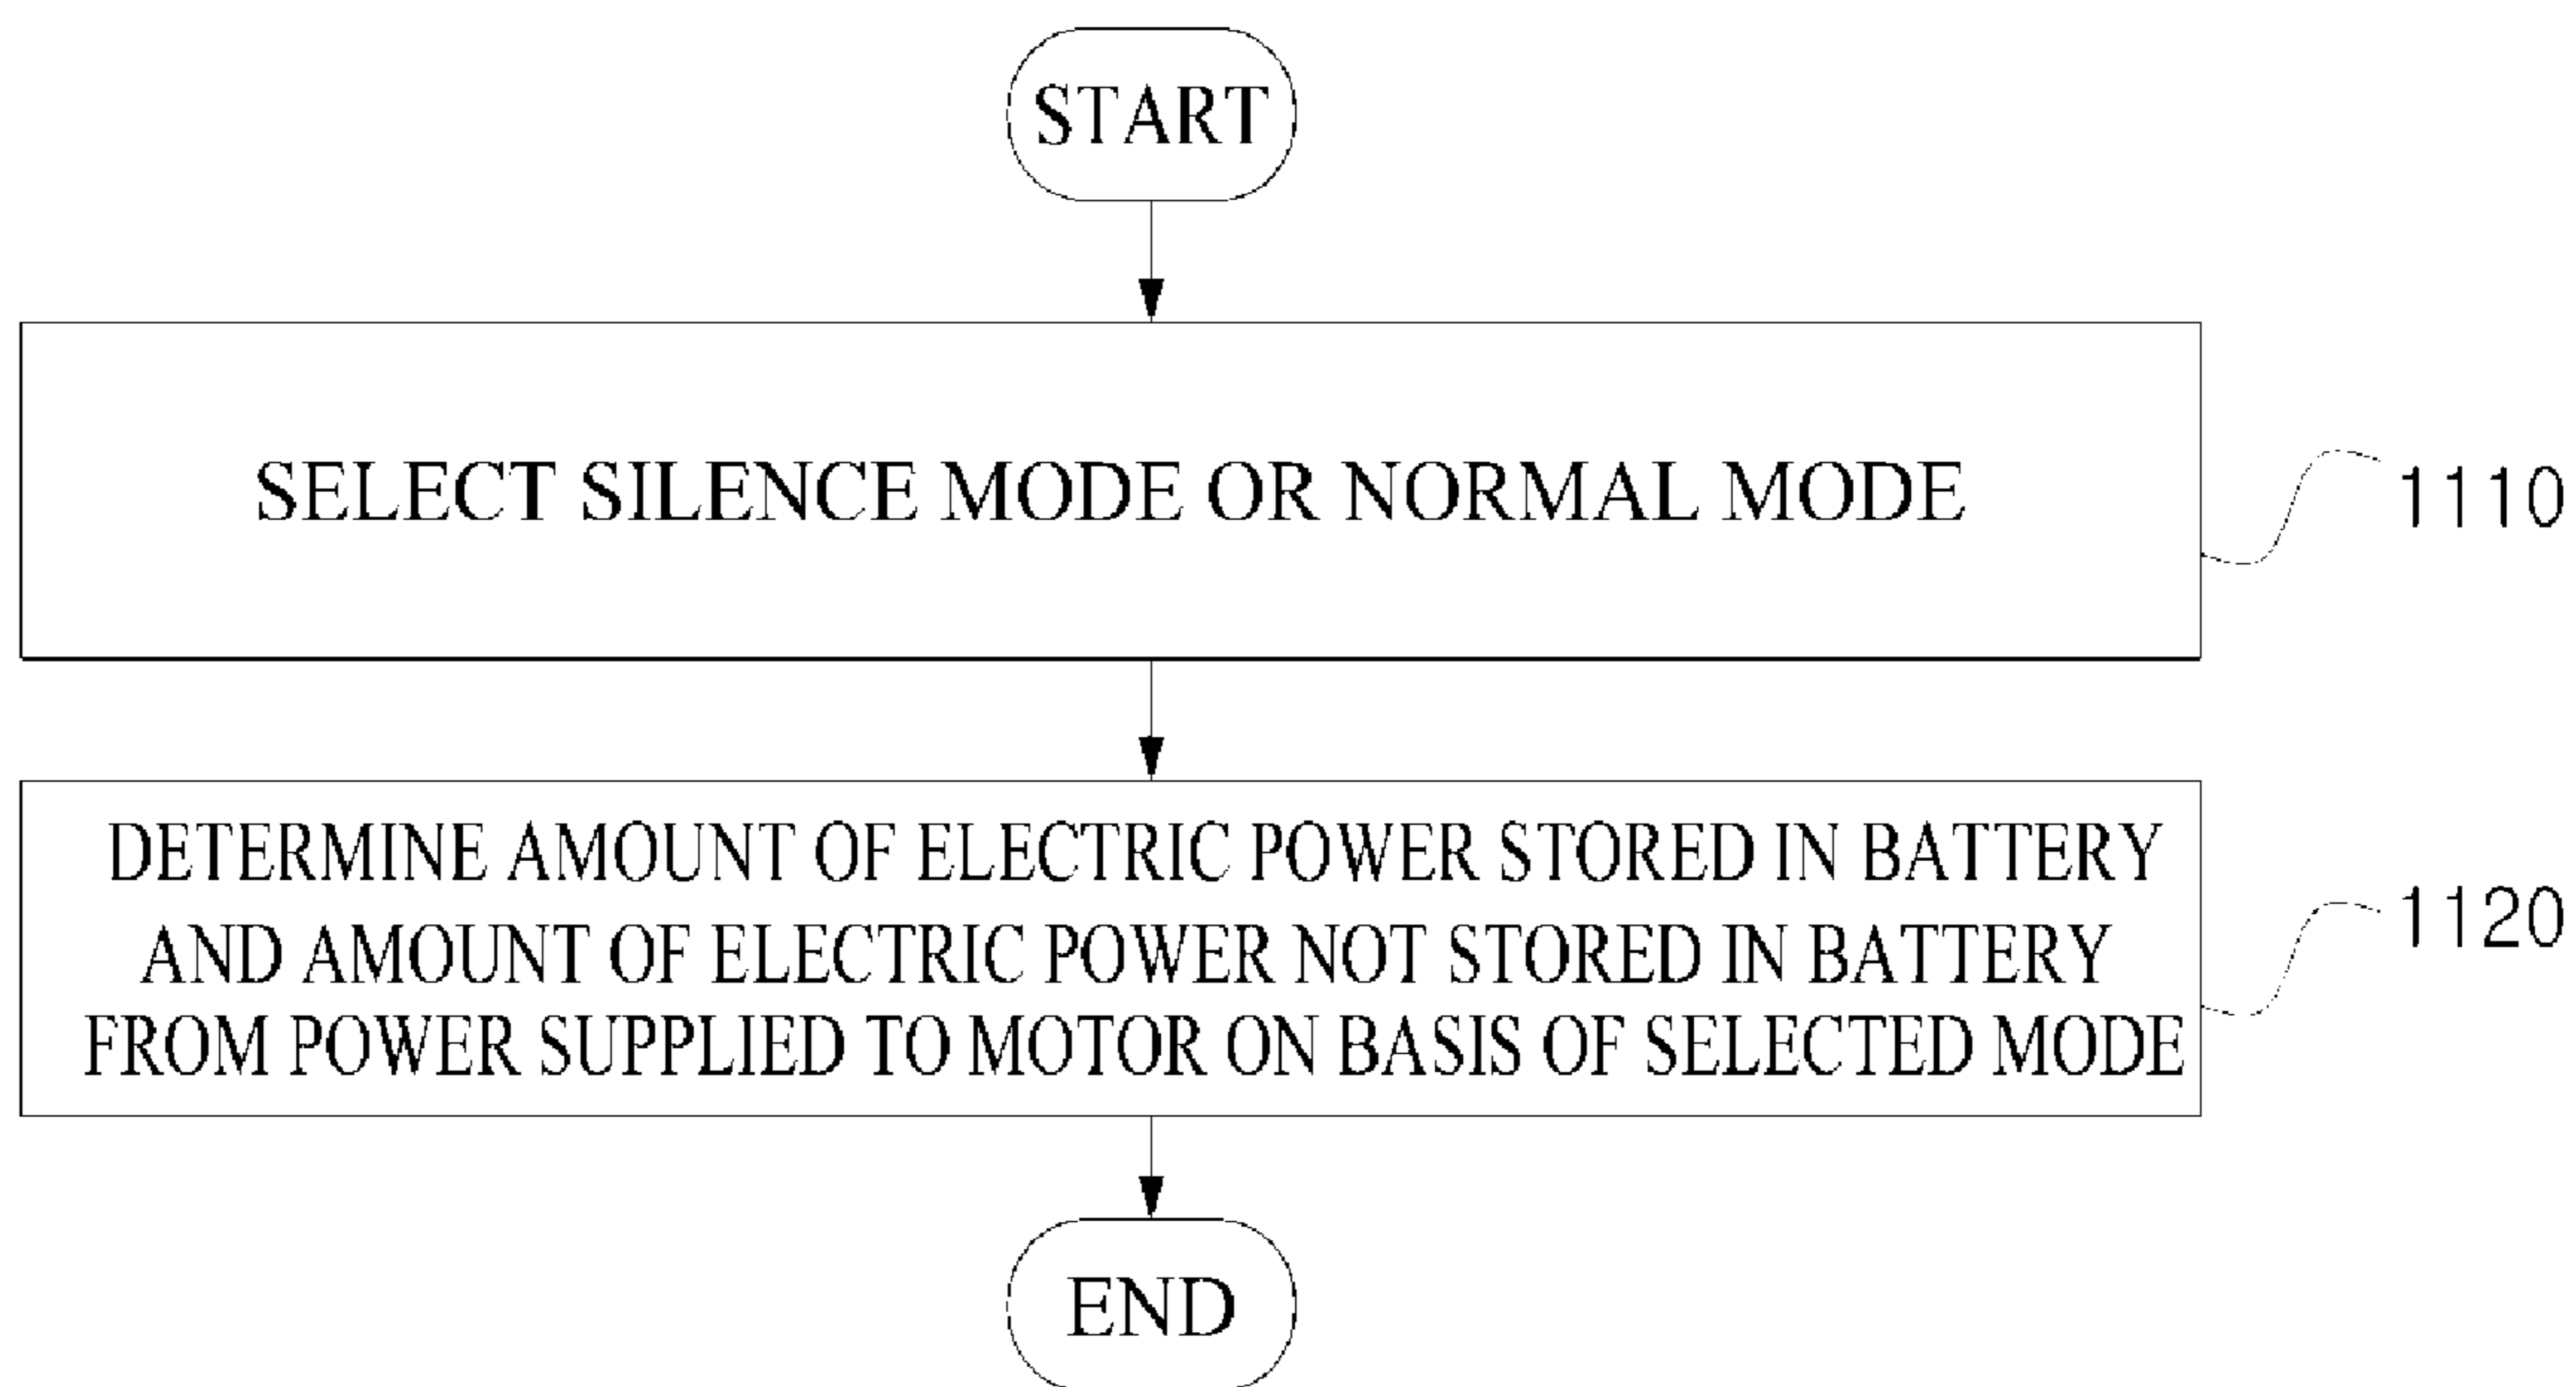 START
SELECT SILENCE MODE OR NORMAL MODE
1110
DETERMINE AMOUNT OF ELECTRIC POWER STORED IN BATTERY
AND AMOUNT OF ELECTRIC POWER NOT STORED IN BATTERY
FROM POWER SUPPLIED TO MOTOR ON BASIS OF SELECTED MODE
1120
END